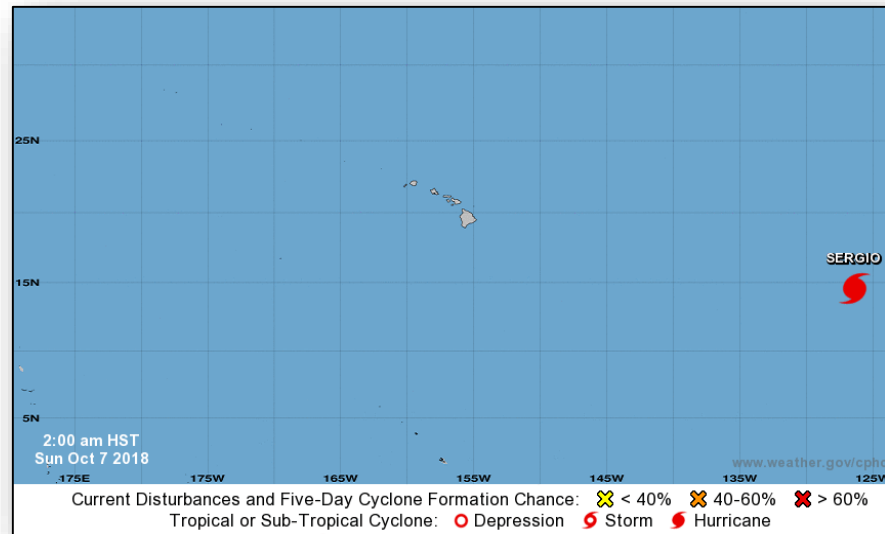 25N
SERGIO
15N
5N
2:00 am HST
Sun Oct 7 2018
www.weather.gov/cphc
175E 175W 165W 155W 145W 135W 125W
Current Disturbances and Five-Day Cyclone Formation Chance: < 40% 40-60% > 60%
Tropical or Sub-Tropical Cyclone: Depression Storm Hurricane